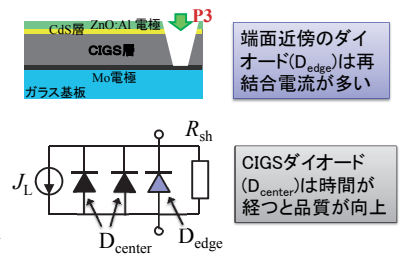 ZnO:Al 電極
P3
CdS層
CIGS層
Mo電極
ガラス基板
端面近傍のダイ
オード(Dedge)は再
結合電流が多い
Rsh
JL
Dcenter
Dedge
CIGSダイオード
(Dcenter)は時間が
経つと品質が向上